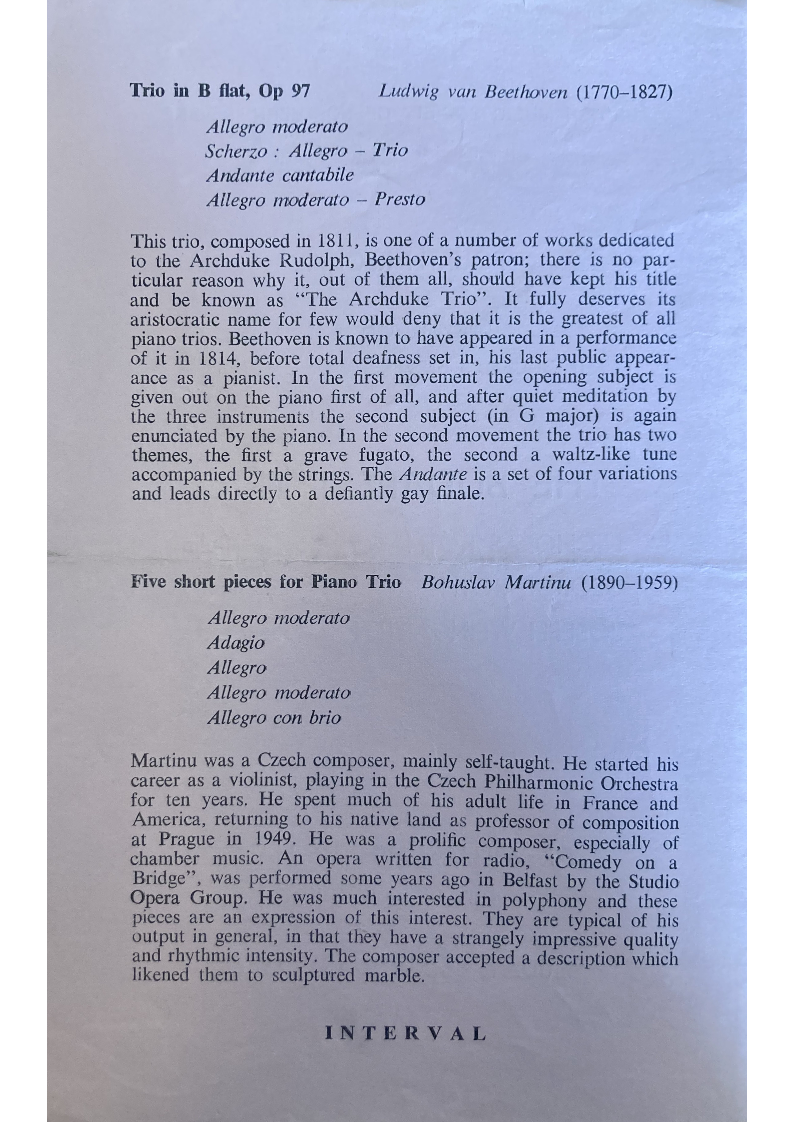 Trio in B flat, Op 97 Ludwig van Beethoven (1770–1827)
Allegro moderato
Scherzo : Allegro – Trio
Andante cantabile
Allegro moderato – Presto
This trio, composed in 1811, is one of a number of works dedicated
to the Archduke Rudolph, Beethoven's patron; there is no par-
ticular reason why it, out of them all, should have kept his title
and be known as “The Archduke Trio”. It fully deserves its
aristocratic name for few would deny that it is the greatest of all
piano trios. Beethoven is known to have appeared in a performance
of it in 1814, before total deafness set in, his last public appear-
ance as a pianist. In the first movement the opening subject is
given out on the piano first of all, and after quiet meditation by
the three instruments the second subject (in G major) is again
enunciated by the piano. In the second movement the trio has two
themes, the first a grave fugato, the second a waltz-like tune
accompanied by the strings. The Andante is a set of four variations
and leads directly to a defiantly gay finale.
Five short pieces for Piano Trio Bohuslav Martinu (1890–1959)
Allegro moderato
Adagio
Allegro
Allegro moderato
Allegro con brio
Martinu was a Czech composer, mainly self-taught. He started his
career as a violinist, playing in the Czech Philharmonic Orchestra
for ten years. He spent much of his adult life in France and
America, returning to his native land as professor of composition
at Prague in 1949. He was a prolific composer, especially of
chamber music. An opera written for radio, “Comedy on a
Bridge”, was performed some years ago in Belfast by the Studio
Opera Group. He was much interested in polyphony and these
pieces are an expression of this interest. They are typical of his
output in general, in that they have a strangely impressive quality
and rhythmic intensity. The composer accepted a description which
likened them to sculptured marble.
INTERVAL